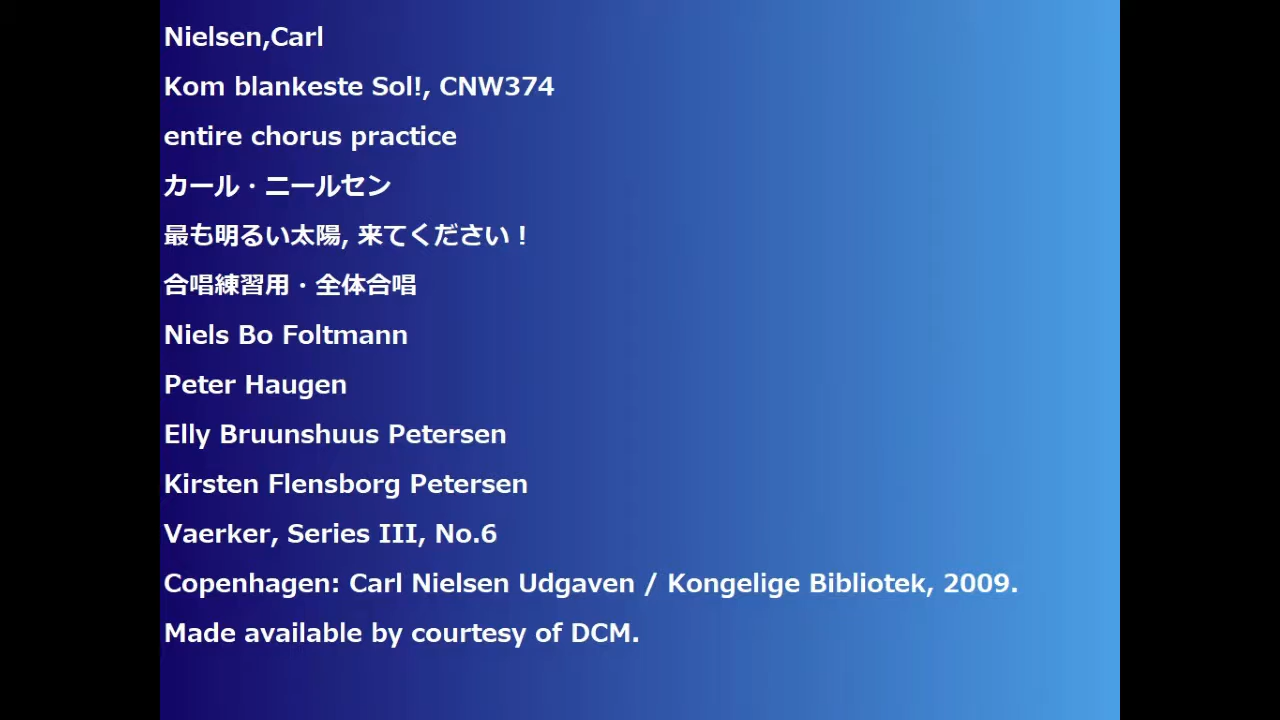 Nielsen,Carl
Kom blankeste Sol!, CNW374
entire chorus practice
カール・ニールセン
最も明るい太陽, 来てください！
合唱練習用・全体合唱
Niels Bo Foltmann
Peter Haugen
Elly Bruunshuus Petersen
Kirsten Flensborg Petersen
Vaerker, Series III, No.6
Copenhagen: Carl Nielsen Udgaven / Kongelige Bibliotek, 2009.
Made available by courtesy of DCM.